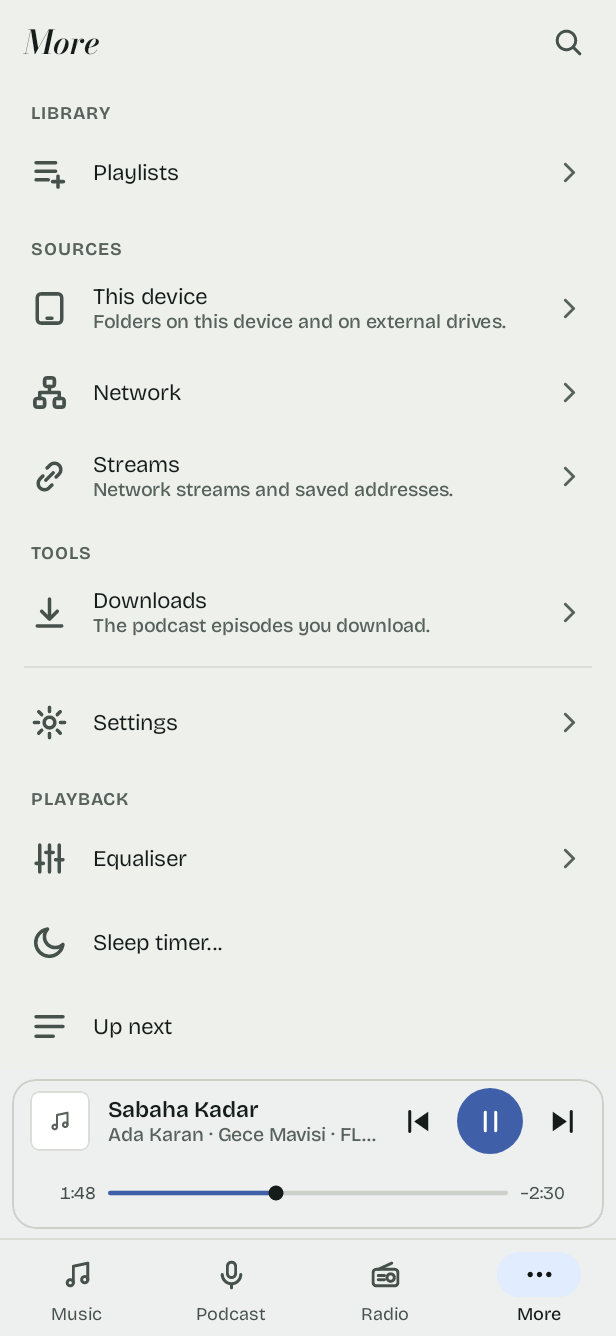 More
LIBRARY
Playlists
SOURCES
This device
Folders on this device and on external drives.
Network
Streams
Network streams and saved addresses.
TOOLS
Downloads
The podcast episodes you download.
Settings
PLAYBACK
Equaliser
Sleep timer...
Up next
Sabaha Kadar
Ada Karan · Gece Mavisi · FL...
1:48
-2:30
Music
Podcast
Radio
More